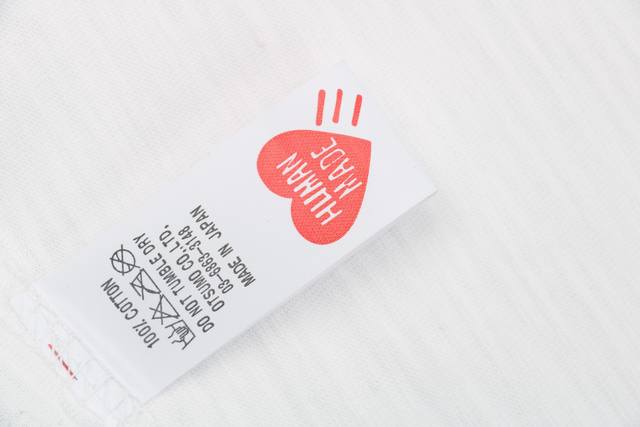 HUMAN
MADE
100% COTTON
DO NOT TUMBLE DRY
OTSUMO CO.,LTD,
03-6863-3148
MADE IN JAPAN